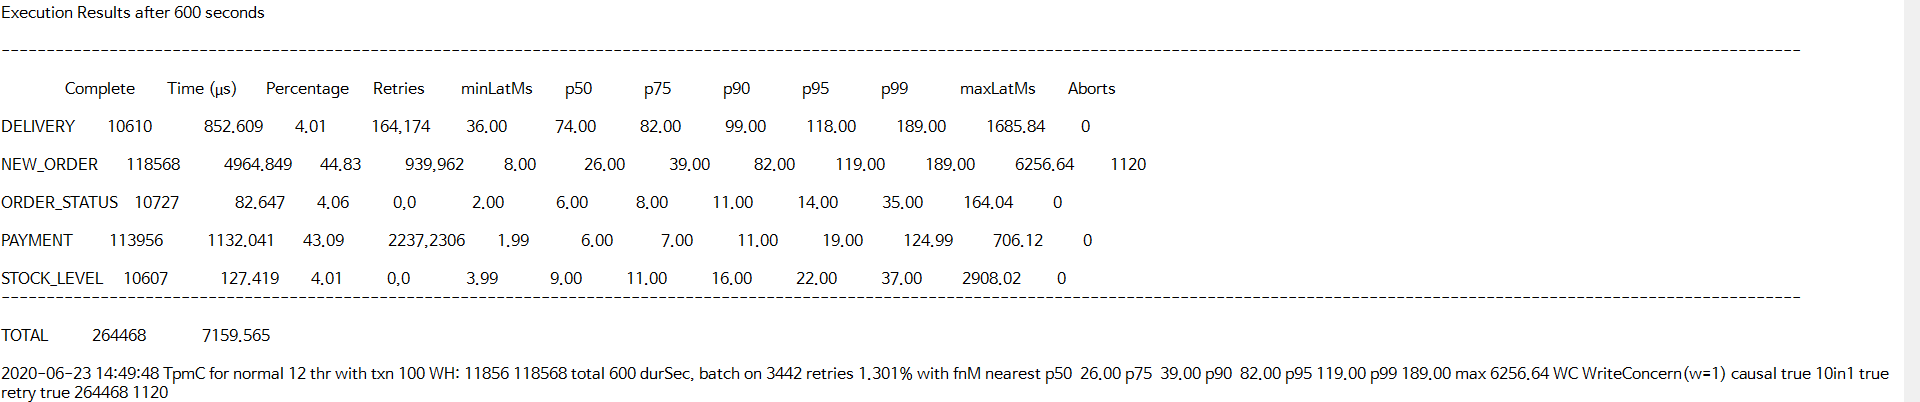 Execution Results after 600 seconds
------------------------------------------------------------------------------------------------------------------------
Complete Time (μs) Percentage Retries minLatMs p50 p75 p90 p95 p99 maxLatMs Aborts
DELIVERY 10610 852.609 4.01 164,174 36.00 74.00 82.00 99.00 118.00 189.00 1685.84 0
NEW_ORDER 118568 4964.849 44.83 939,962 8.00 26.00 39.00 82.00 119.00 189.00 6256.64 1120
ORDER_STATUS 10727 82.647 4.06 0,0 2.00 6.00 8.00 11.00 14.00 35.00 164.04 0
PAYMENT 113956 1132.041 43.09 2237,2306 1.99 6.00 7.00 11.00 19.00 124.99 706.12 0
STOCK_LEVEL 10607 127.419 4.01 0,0 3.99 9.00 11.00 16.00 22.00 37.00 2908.02 0
------------------------------------------------------------------------------------------------------------------------
TOTAL 264468 7159.565
2020-06-23 14:49:48 TpmC for normal 12 thr with txn 100 WH: 11856 118568 total 600 durSec, batch on 3442 retries 1.301% with fnM nearest p50 26.00 p75 39.00 p90 82.00 p95 119.00 p99 189.00 max 6256.64 WC WriteConcern(w=1) causal true 10in1 true
retry true 264468 1120